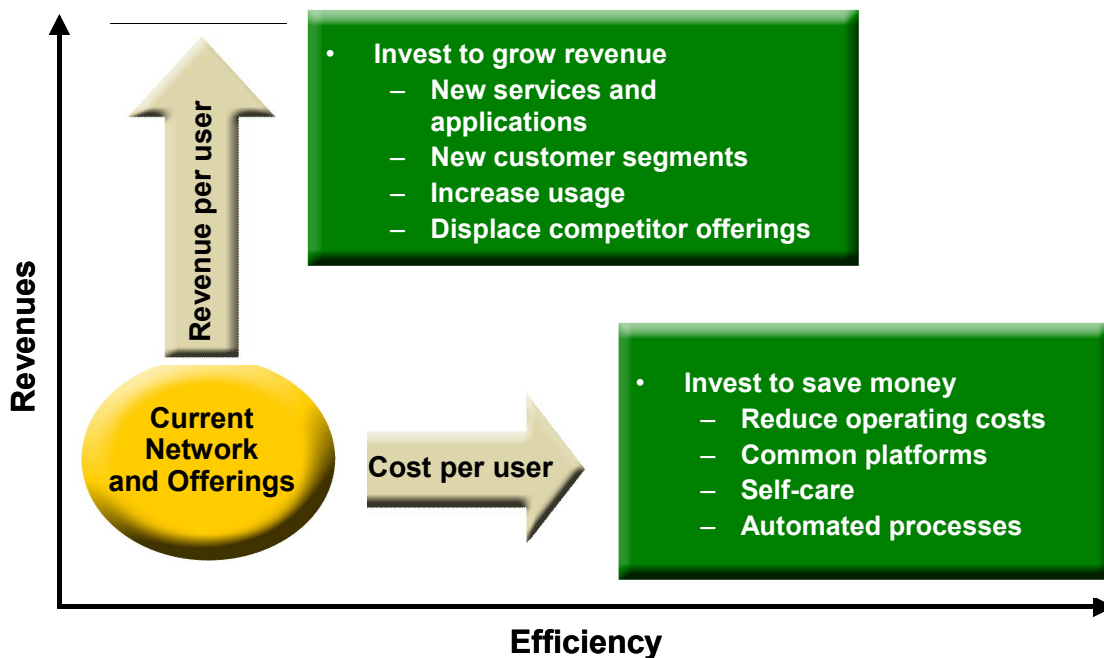 Revenues
Revenue per user
• Invest to grow revenue
– New services and
applications
– New customer segments
– Increase usage
– Displace competitor offerings
Current
Network
and Offerings
Cost per user
• Invest to save money
– Reduce operating costs
– Common platforms
– Self-care
– Automated processes
Efficiency